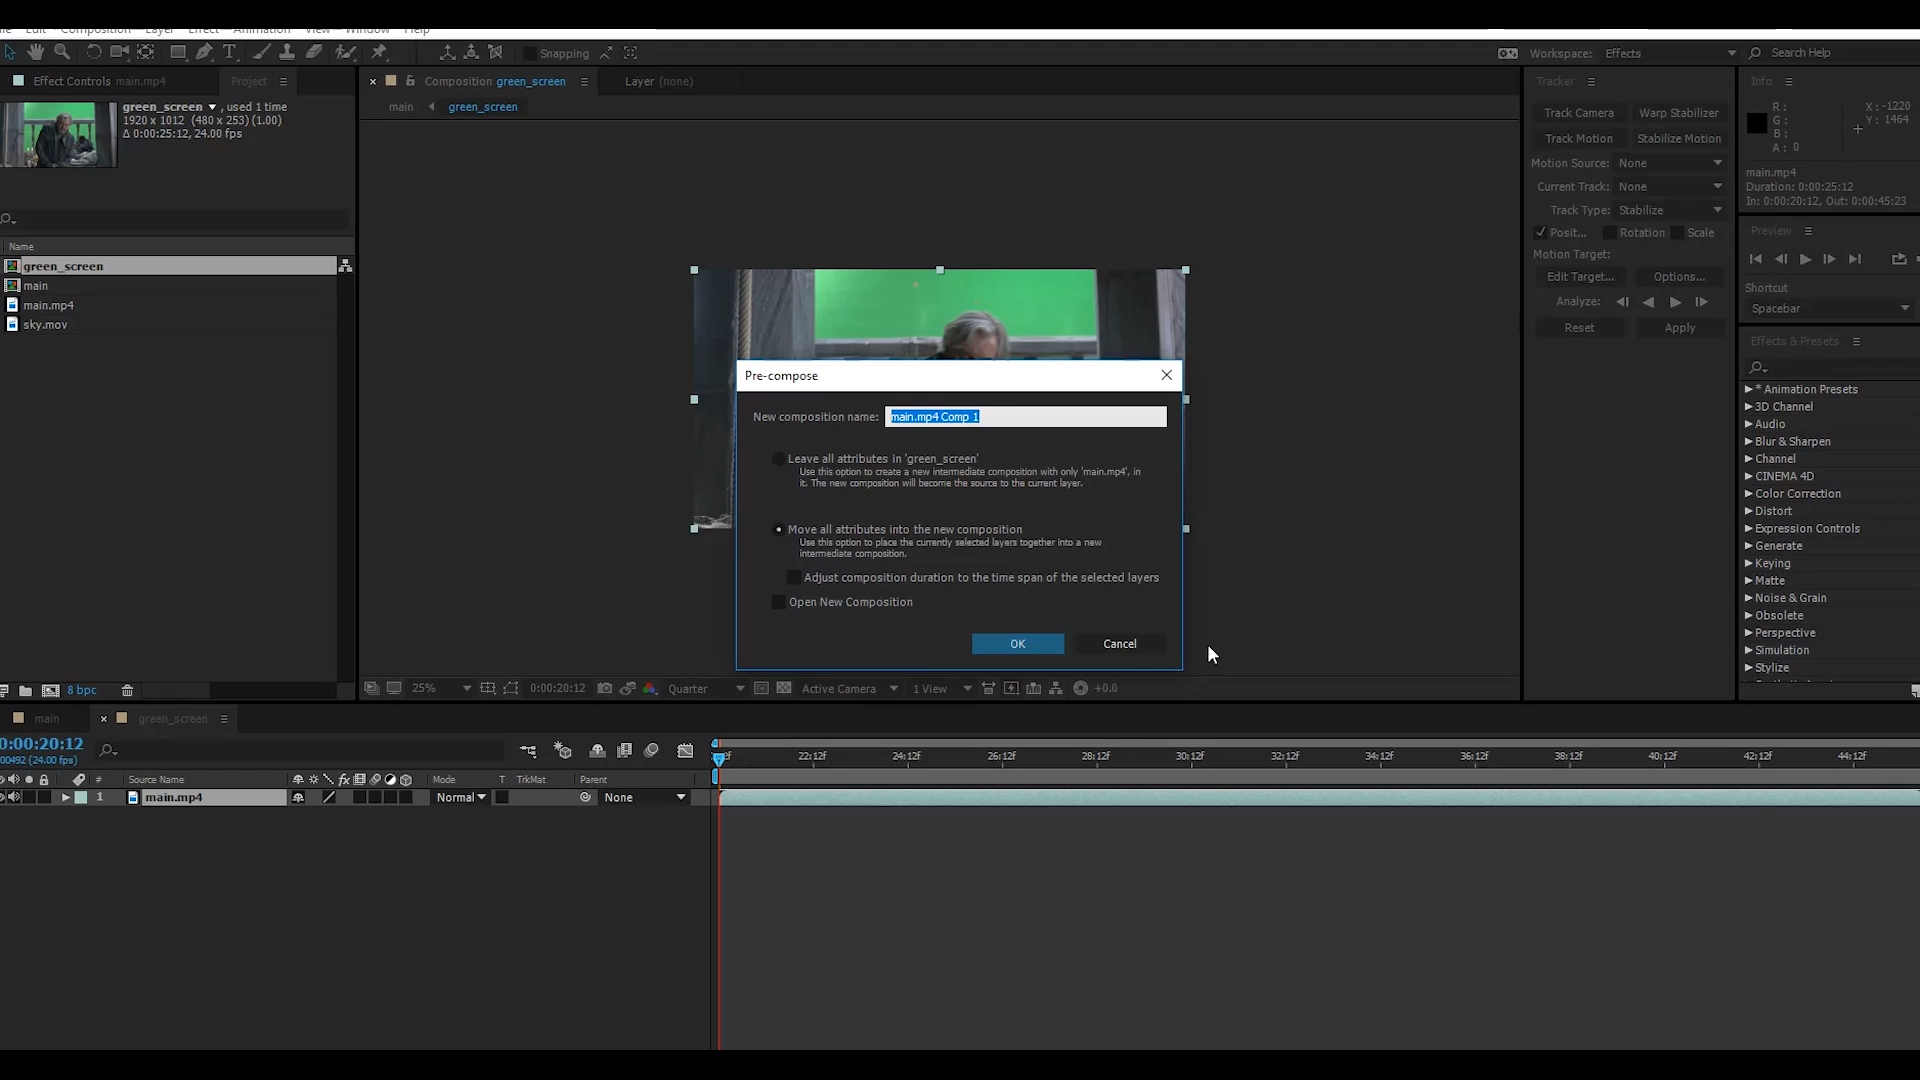 Edit Composition Layer Effect Animation View Window Help
Snapping
Workspace: Effects
Search Help
Effect Controls main.mp4
Project
Composition green_screen
Layer (none)
Tracker
Info
main
green_screen
green_screen , used 1 time
1920 x 1012 (480 x 253) (1.00)
Δ 0:00:25:12, 24.00 fps
Track Camera
Warp Stabilizer
Track Motion
Stabilize Motion
Motion Source: None
Current Track: None
Track Type: Stabilize
Posit...
Rotation
Scale
Motion Target:
Edit Target...
Options...
Analyze:
Reset
Apply
R :
G :
B :
A : 0
X: -1220
Y: 1464
main.mp4
Duration: 0:00:25:12
In: 0:00:20:12, Out: 0:00:45:23
Preview
Shortcut
Spacebar
Effects & Presets
* Animation Presets
3D Channel
Audio
Blur & Sharpen
Channel
CINEMA 4D
Color Correction
Distort
Expression Controls
Generate
Keying
Matte
Noise & Grain
Obsolete
Perspective
Simulation
Stylize
Name
green_screen
main
main.mp4
sky.mov
8 bpc
Pre-compose
New composition name: main.mp4 Comp 1
Leave all attributes in 'green_screen'
Use this option to create a new intermediate composition with only 'main.mp4', in
it. The new composition will become the source to the current layer.
Move all attributes into the new composition
Use this option to place the currently selected layers together into a new
intermediate composition.
Adjust composition duration to the time span of the selected layers
Open New Composition
OK
Cancel
25%
0:00:20:12
Quarter
Active Camera
1 View
+0.0
main
green_screen
0:00:20:12
00492 (24.00 fps)
22:12f
24:12f
26:12f
28:12f
30:12f
32:12f
34:12f
36:12f
38:12f
40:12f
42:12f
44:12f
# Source Name
Mode
T TrkMat
Parent
1 main.mp4
Normal
None